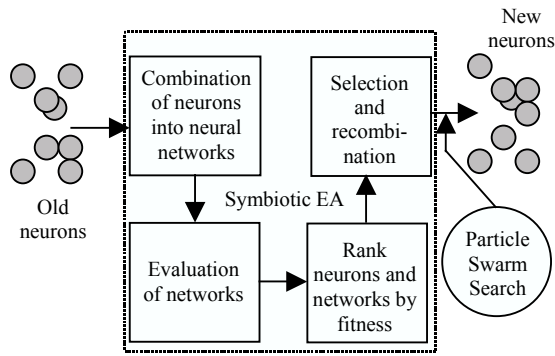 New
neurons
Combination
of neurons
into neural
networks
Selection
and
recombi-
nation
Old
neurons
Symbiotic EA
Evaluation
of networks
Rank
neurons and
networks by
fitness
Particle
Swarm
Search